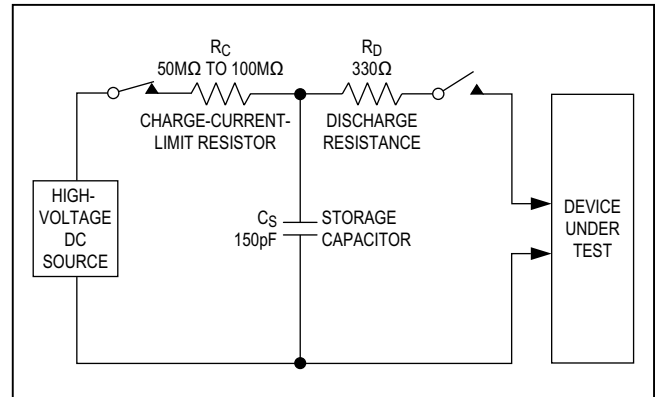 RC
50MΩ TO 100MΩ
CHARGE-CURRENT-
LIMIT RESISTOR
RD
330Ω
DISCHARGE
RESISTANCE
HIGH-
VOLTAGE
DC
SOURCE
CS
150pF
STORAGE
CAPACITOR
DEVICE
UNDER
TEST